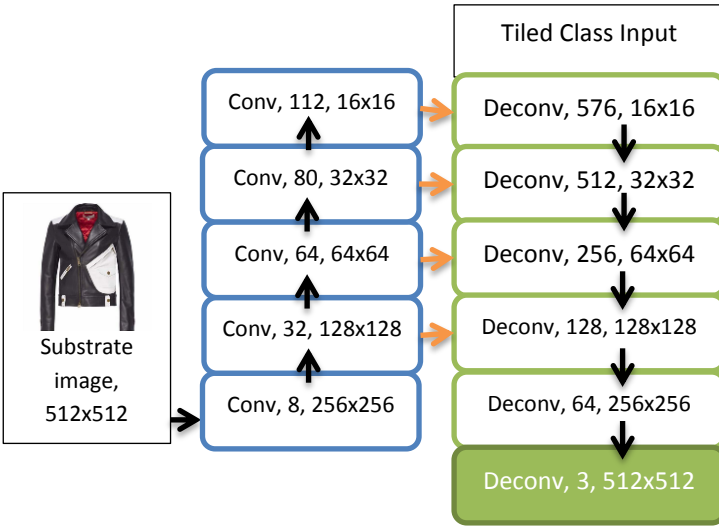 Tiled Class Input
Conv, 112, 16x16
Deconv, 576, 16x16
Conv, 80, 32x32
Deconv, 512, 32x32
Conv, 64, 64x64
Deconv, 256, 64x64
Conv, 32, 128x128
Deconv, 128, 128x128
Conv, 8, 256x256
Deconv, 64, 256x256
Deconv, 3, 512x512
Substrate
image,
512x512